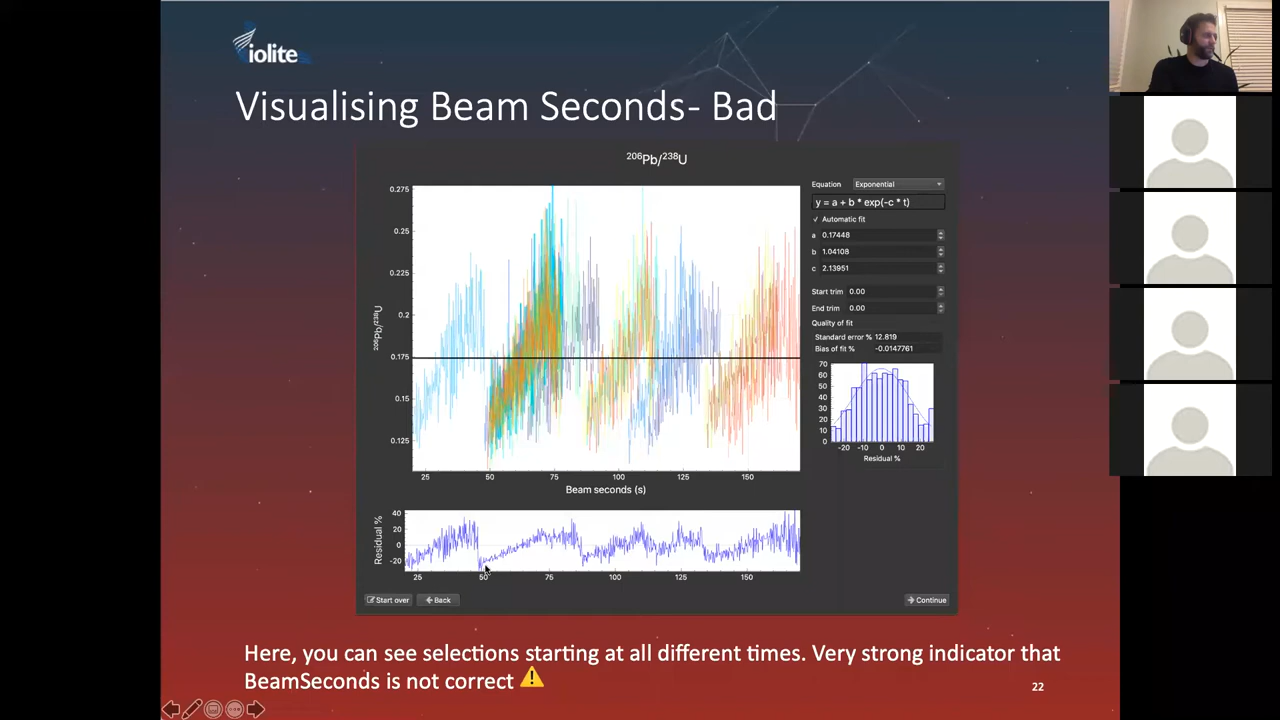 iolite
Visualising Beam Seconds- Bad
²⁰⁶Pb/²³⁸U
0.275
0.25
0.225
0.2
0.175
0.15
0.125
²⁰⁶Pb/²³⁸U
25 50 75 100 125 150
Beam seconds (s)
Equation Exponential
y = a + b * exp(-c * t)
✓ Automatic fit
a 0.17448
b 1.04108
c 2.13951
Start trim 0.00
End trim 0.00
Quality of fit
Standard error % 12.819
Bias of fit % -0.0147761
70
60
50
40
30
20
10
0
-20 -10 0 10 20
Residual %
Residual %
40
20
0
-20
25 50 75 100 125 150
Start over
Back
Continue
Here, you can see selections starting at all different times. Very strong indicator that
BeamSeconds is not correct ⚠
22